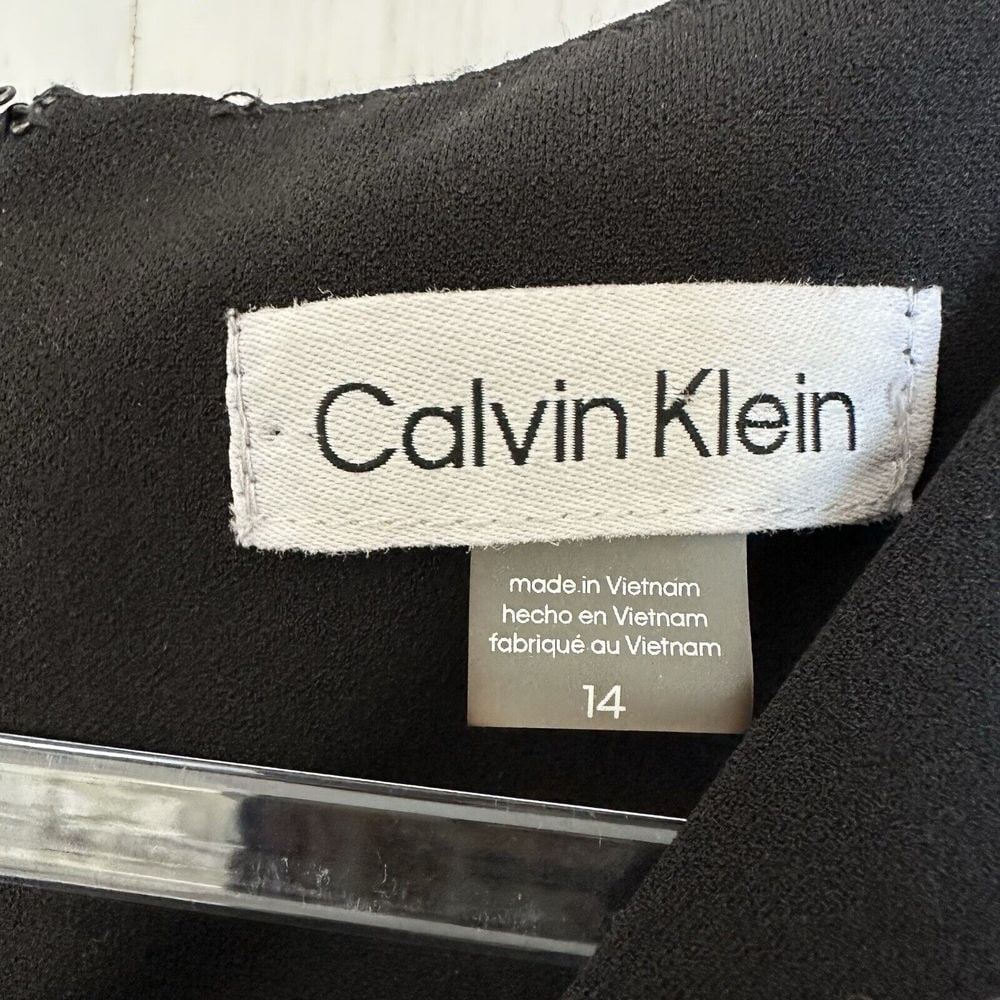 Calvin Klein
made in Vietnam
hecho en Vietnam
fabriqué au Vietnam
14